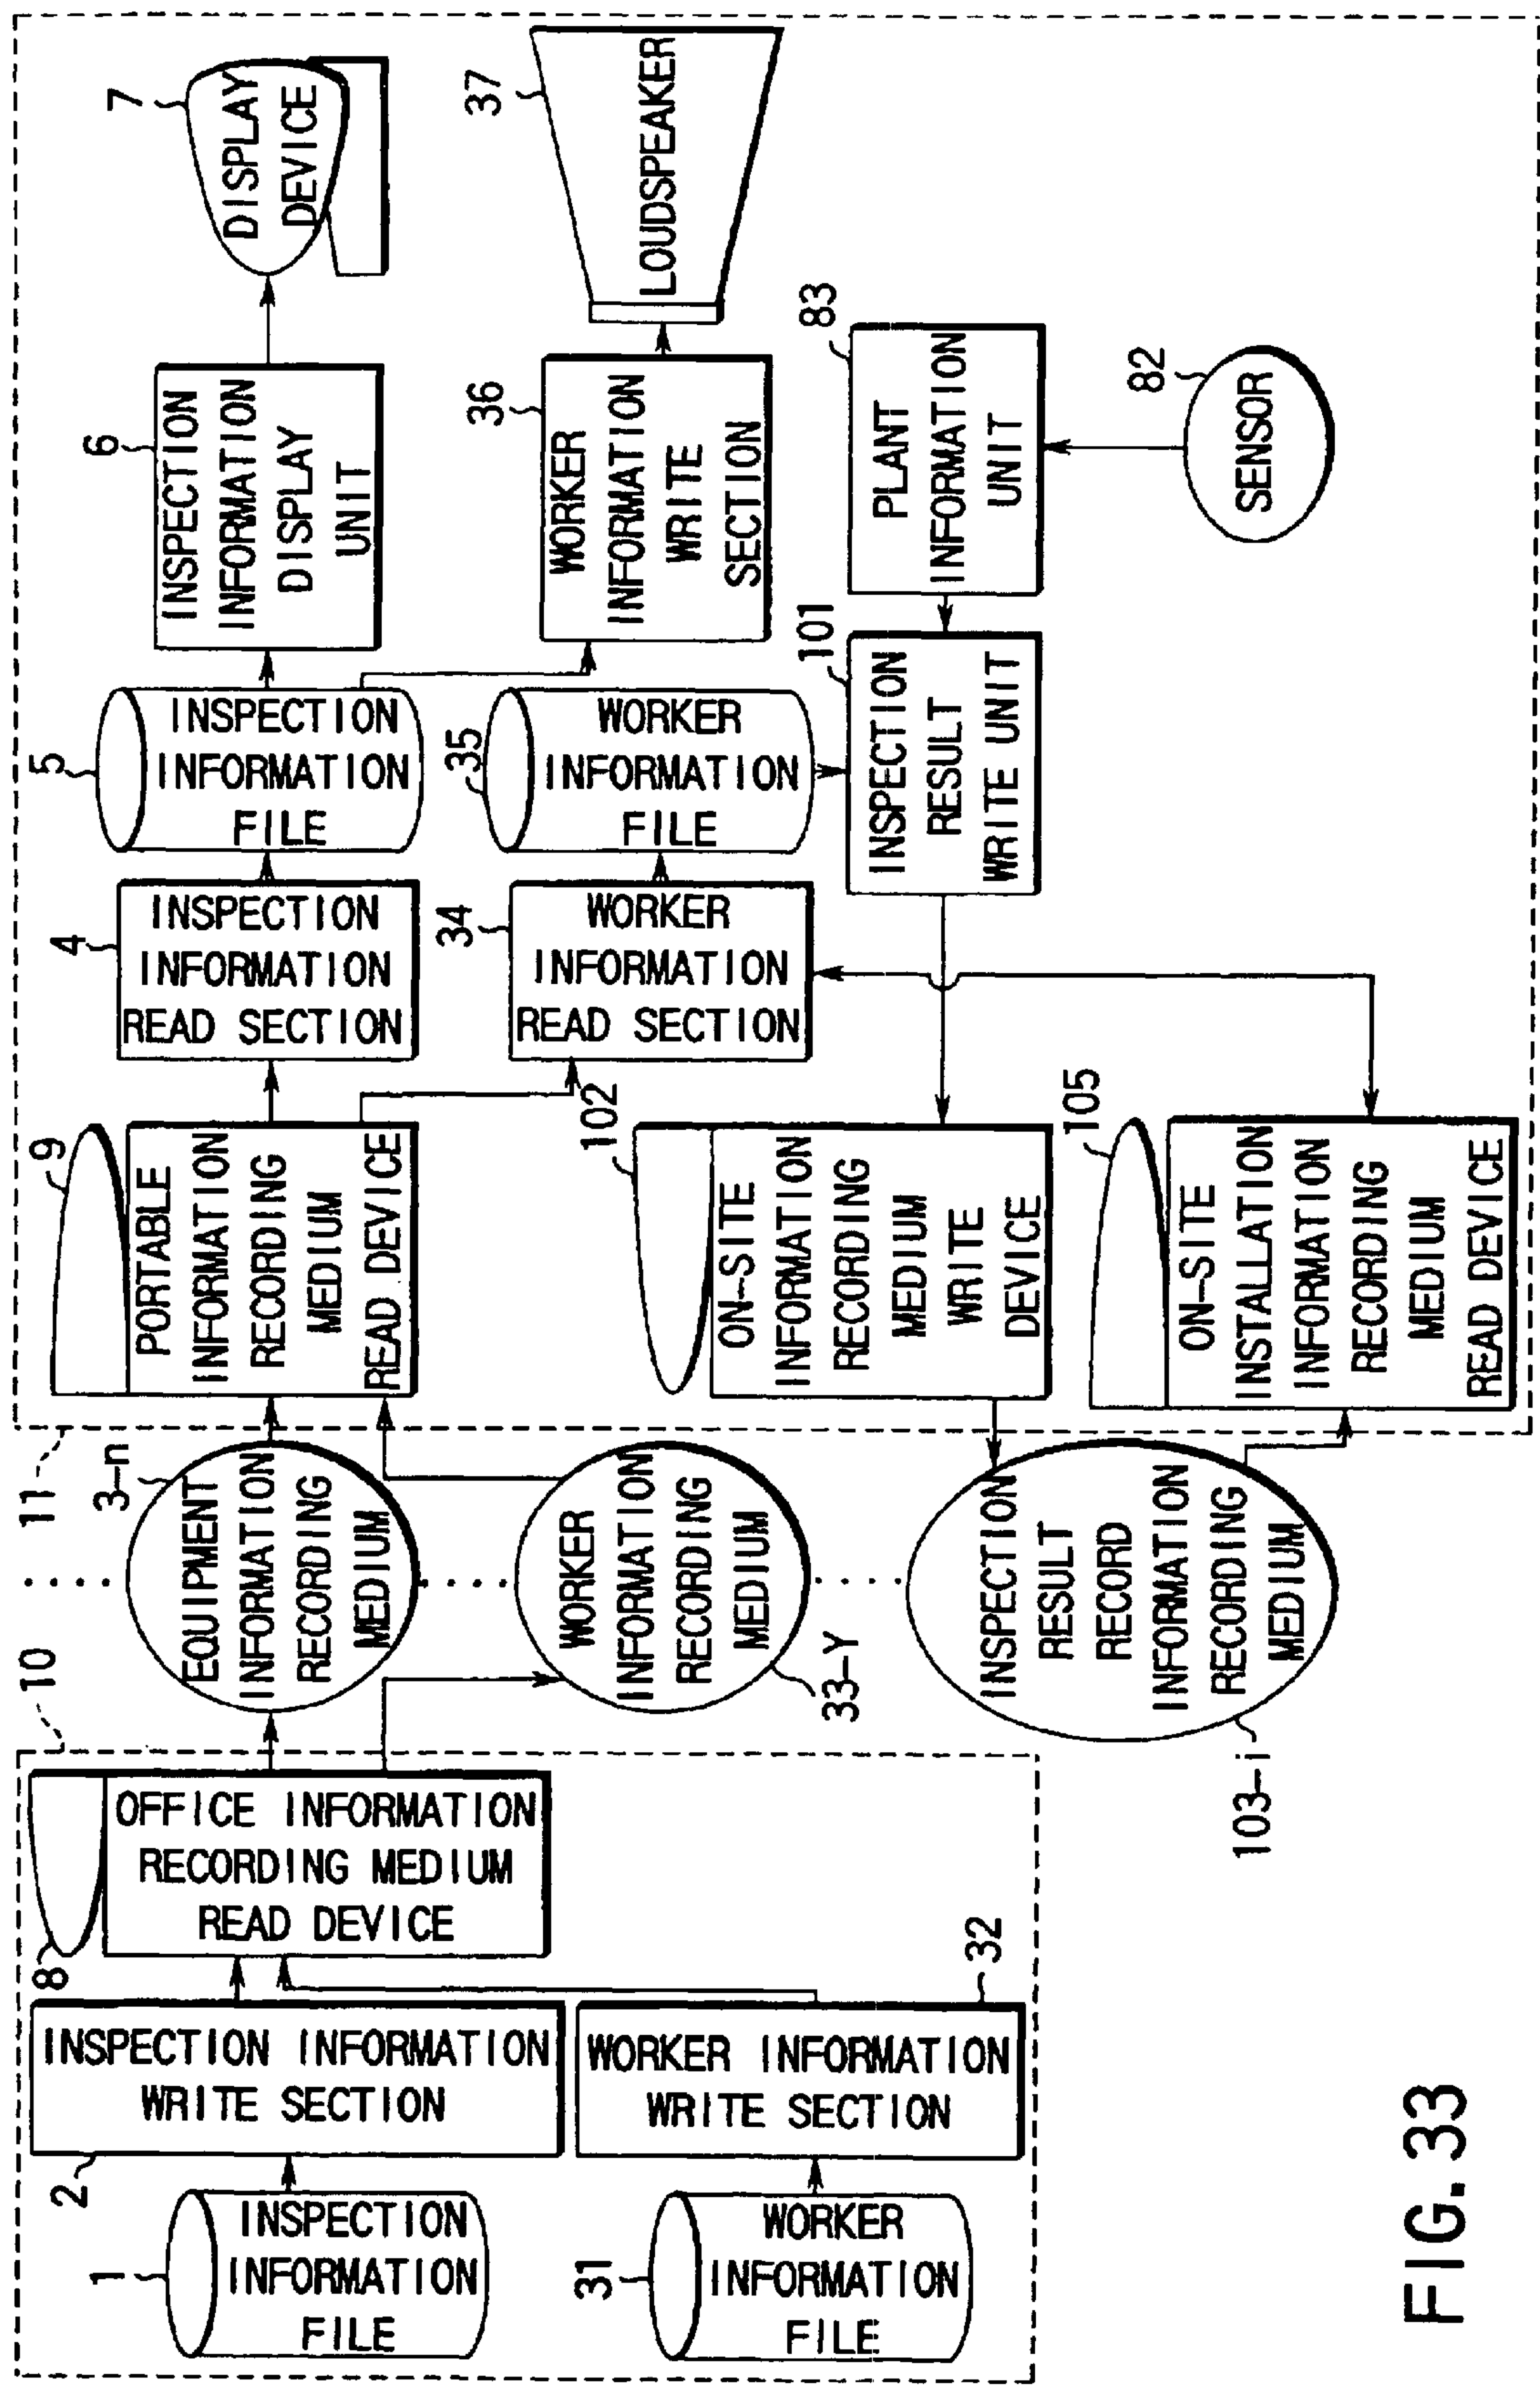 10
8
OFFICE INFORMATION
RECORDING MEDIUM
READ DEVICE
2
INSPECTION INFORMATION
WRITE SECTION
1
INSPECTION
INFORMATION
FILE
32
WORKER INFORMATION
WRITE SECTION
31
WORKER
INFORMATION
FILE
3-n
EQUIPMENT
INFORMATION
RECORDING
MEDIUM
33-Y
WORKER
INFORMATION
RECORDING
MEDIUM
103-i
INSPECTION
RESULT
RECORD
INFORMATION
RECORDING
MEDIUM
11
9
PORTABLE
INFORMATION
RECORDING
MEDIUM
READ DEVICE
4
INSPECTION
INFORMATION
READ SECTION
5
INSPECTION
INFORMATION
FILE
6
INSPECTION
INFORMATION
DISPLAY
UNIT
7
DISPLAY
DEVICE
34
WORKER
INFORMATION
READ SECTION
35
WORKER
INFORMATION
FILE
36
WORKER
INFORMATION
WRITE
SECTION
37
LOUDSPEAKER
102
ON-SITE
INFORMATION
RECORDING
MEDIUM
WRITE
DEVICE
101
INSPECTION
RESULT
WRITE UNIT
83
PLANT
INFORMATION
UNIT
82
SENSOR
105
ON-SITE
INSTALLATION
INFORMATION
RECORDING
MEDIUM
READ DEVICE
FIG. 33